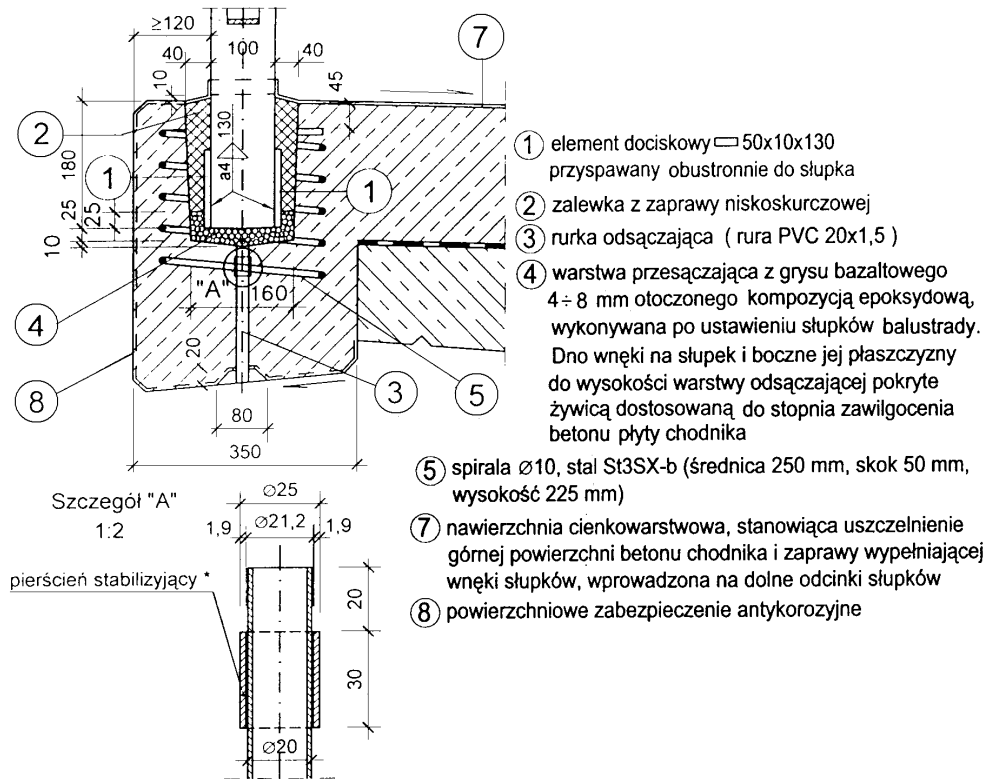 ≥120
7
40 100 40
10
45
2
130
180
1
a4
1
25
25
10
"A"
160
4
20
8
3
5
80
350
1 element dociskowy ▭ 50x10x130
przyspawany obustronnie do słupka
2 zalewka z zaprawy niskoskurczowej
3 rurka odsączająca ( rura PVC 20x1,5 )
4 warstwa przesączająca z grysu bazaltowego
4÷8 mm otoczonego kompozycją epoksydową,
wykonywana po ustawieniu słupków balustrady.
Dno wnęki na słupek i boczne jej płaszczyzny
do wysokości warstwy odsączającej pokryte
żywicą dostosowaną do stopnia zawilgocenia
betonu płyty chodnika
5 spirala ∅10, stal St3SX-b (średnica 250 mm, skok 50 mm,
wysokość 225 mm)
7 nawierzchnia cienkowarstwowa, stanowiąca uszczelnienie
górnej powierzchni betonu chodnika i zaprawy wypełniającej
wnęki słupków, wprowadzona na dolne odcinki słupków
8 powierzchniowe zabezpieczenie antykorozyjne
Szczegół "A"
1:2
∅25
1,9 ∅21,2 1,9
pierścień stabilizyjący *
20
30
∅20